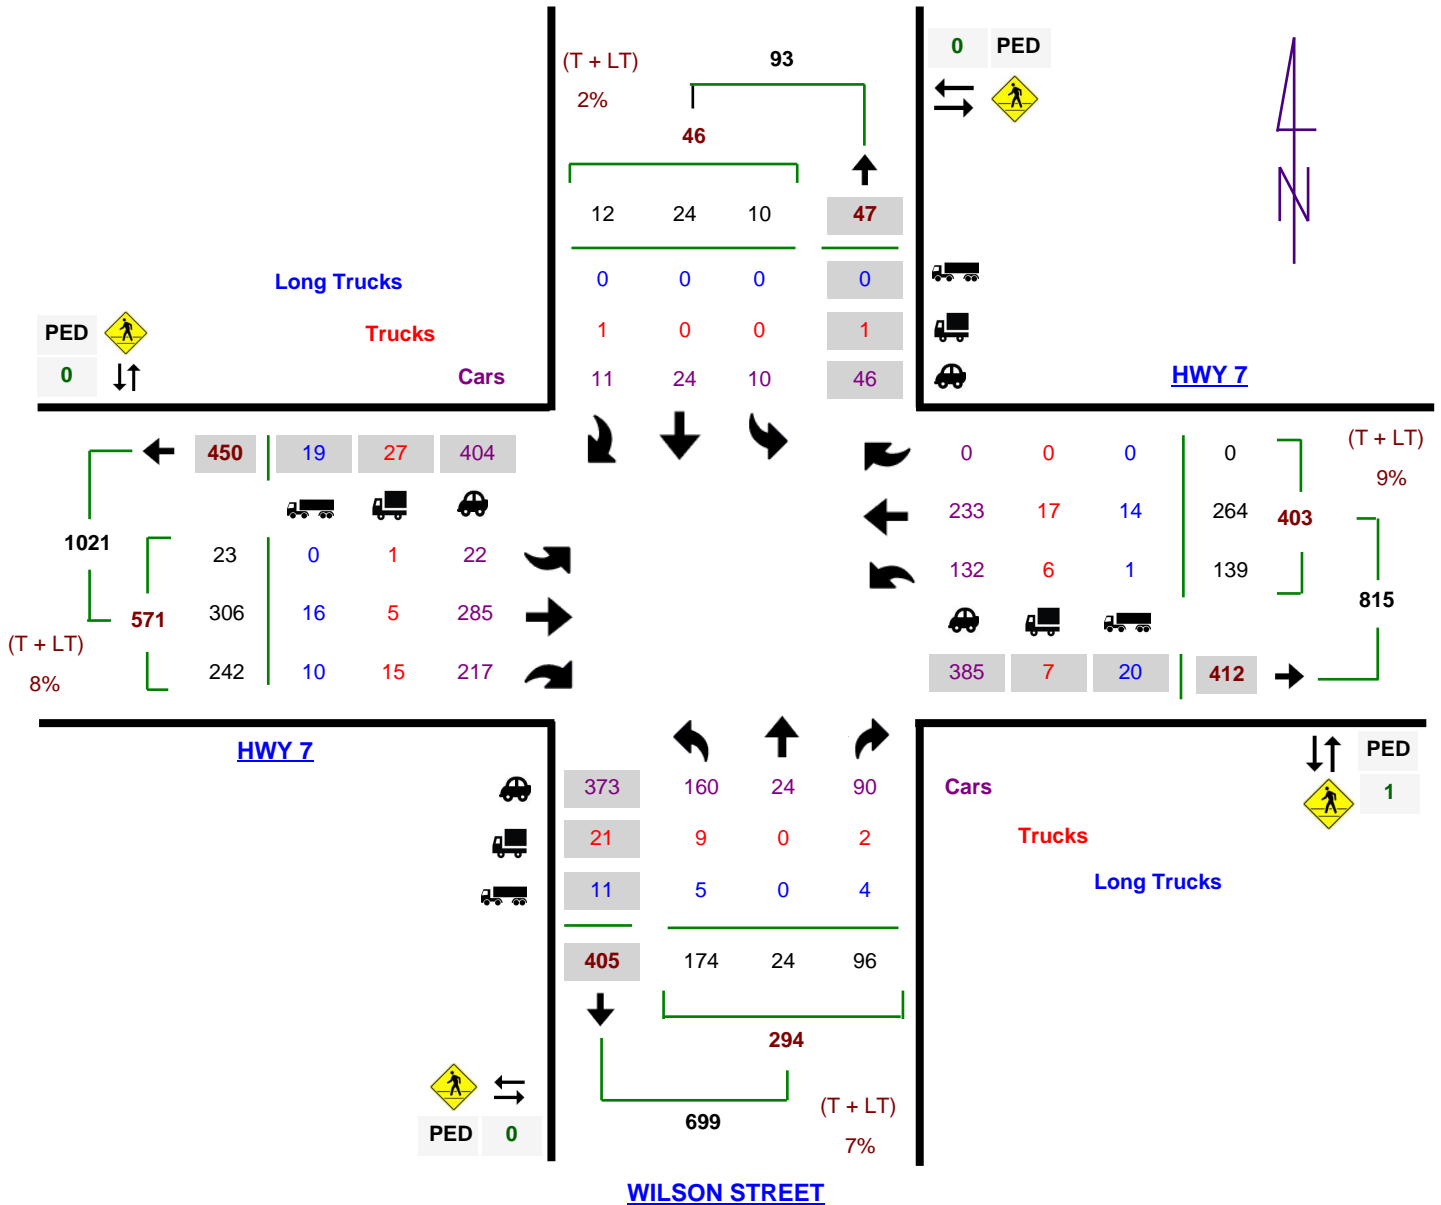 (T + LT)
93
0 PED
2%
46
12 24 10 47
Long Trucks 0 0 0 0
PED Trucks 1 0 0 1
0 Cars 11 24 10 46 HWY 7
N
450 19 27 404 0 0 0 0 (T + LT)
9%
233 17 14 264 403
1021 23 0 1 22 132 6 1 139
815
571 306 16 5 285
(T + LT)
8%
242 10 15 217 385 7 20 412
HWY 7 PED
373 160 24 90 Cars 1
21 9 0 2 Trucks
11 5 0 4 Long Trucks
405 174 24 96
294
(T + LT)
699
PED 0 7%
WILSON STREET